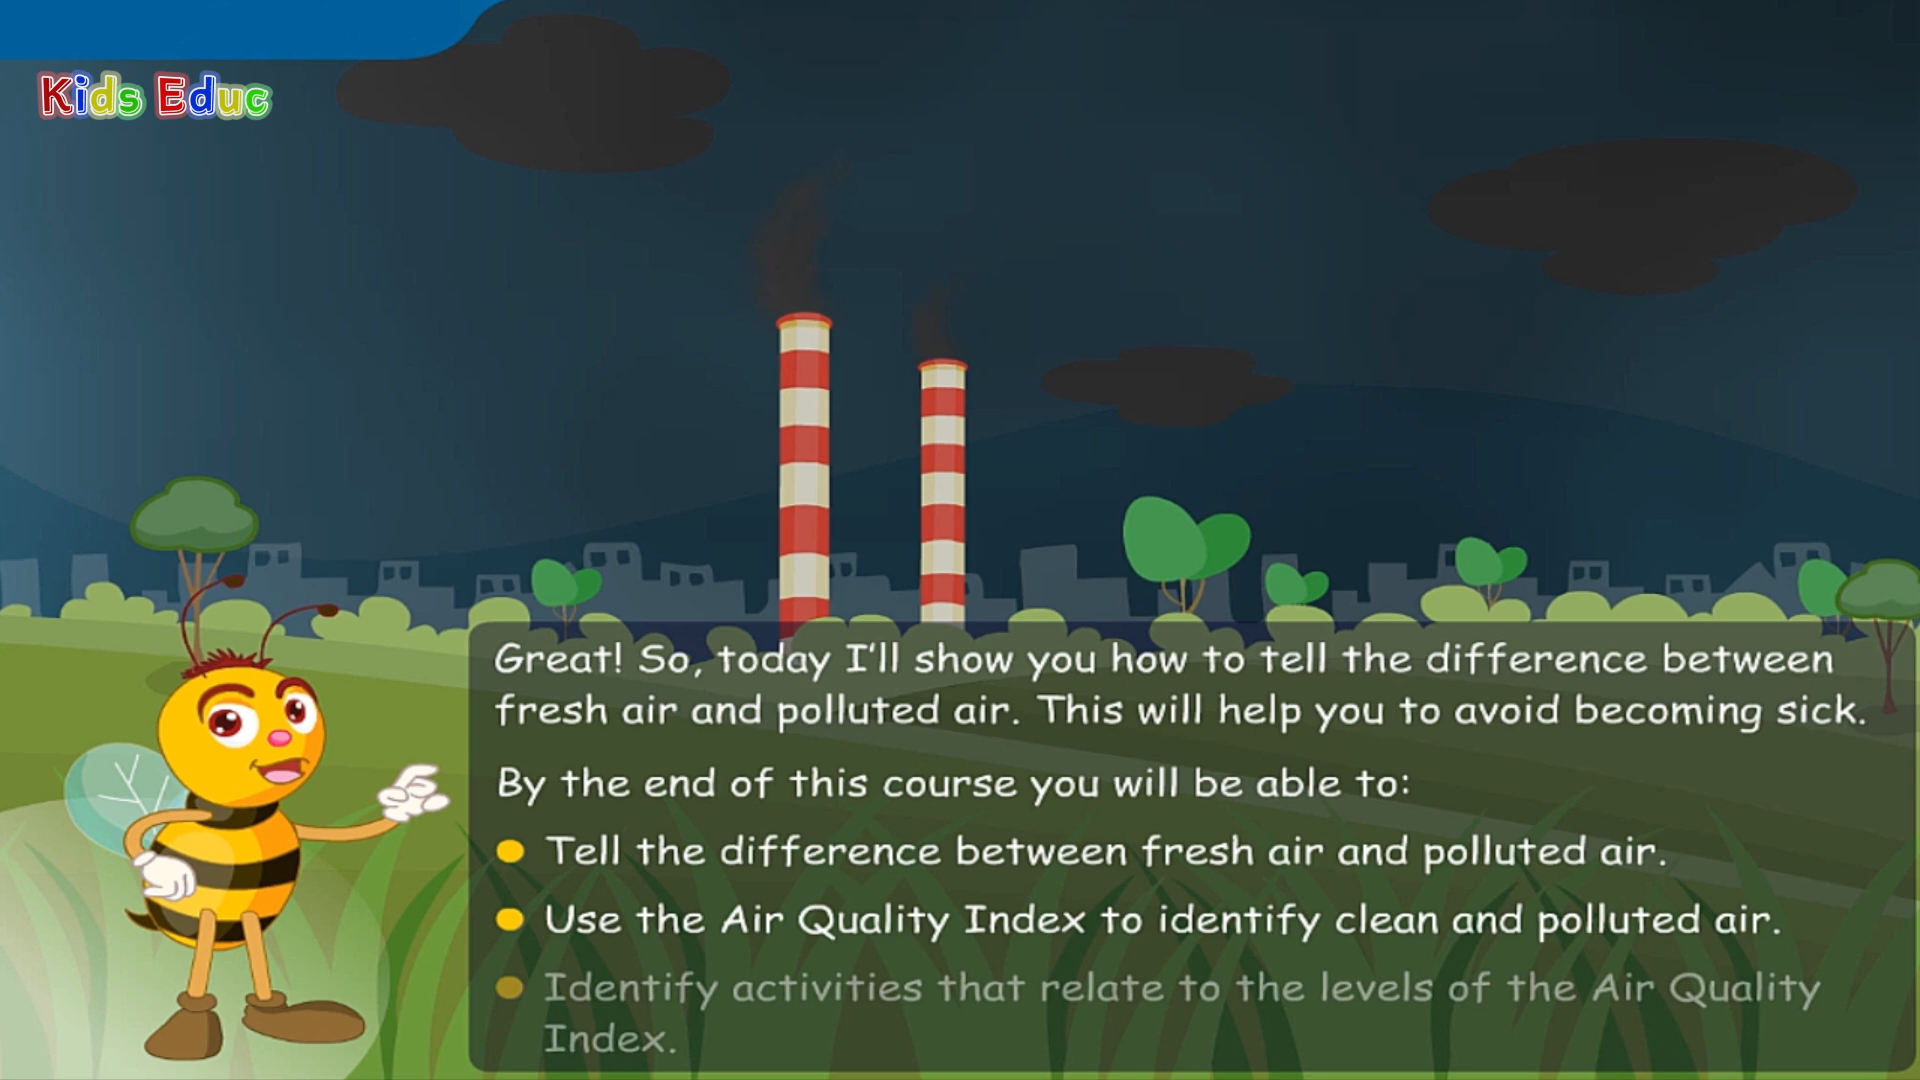 Kids Educ
Great! So, today I'll show you how to tell the difference between
fresh air and polluted air. This will help you to avoid becoming sick.
By the end of this course you will be able to:
Tell the difference between fresh air and polluted air.
Use the Air Quality Index to identify clean and polluted air.
Identify activities that relate to the levels of the Air Quality
Index.